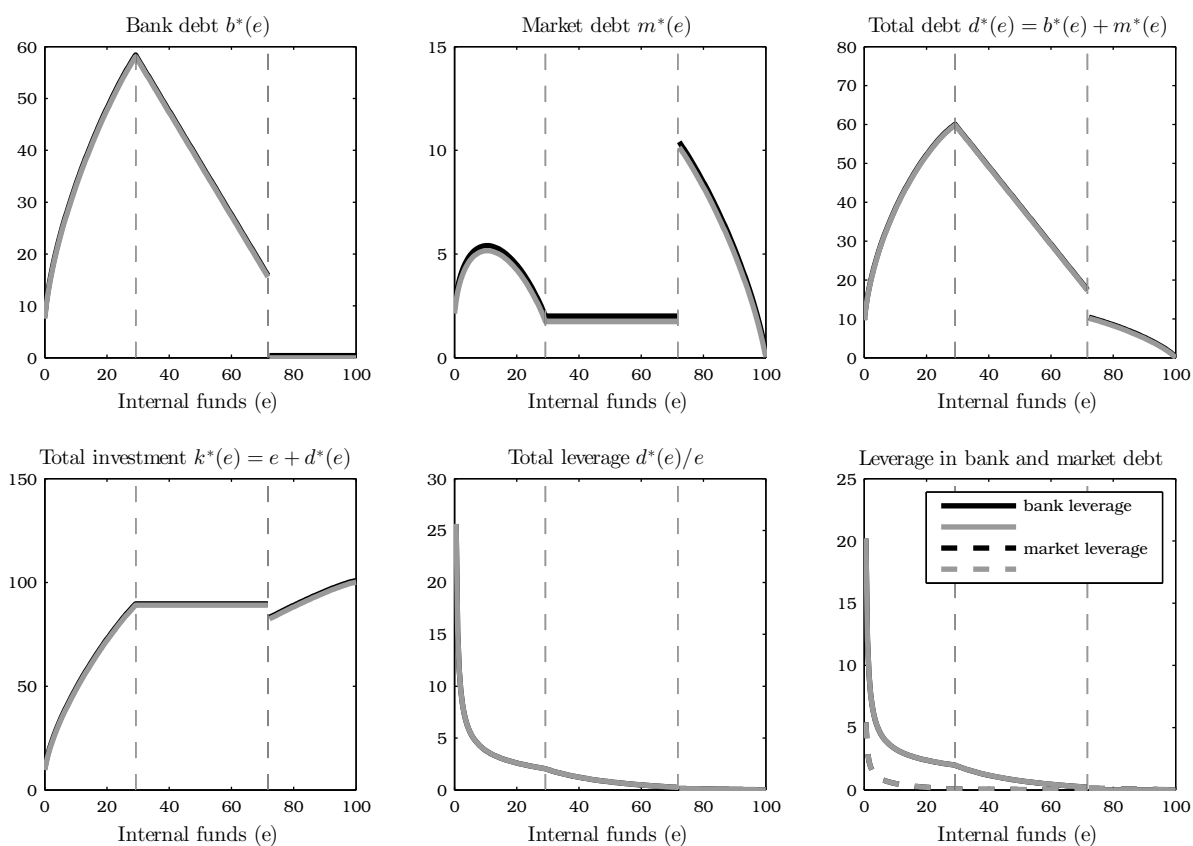 Bank debt b*(e)
60
50
40
30
20
10
0
0 20 40 60 80 100
Internal funds (e)
Market debt m*(e)
15
10
5
0
0 20 40 60 80 100
Internal funds (e)
Total debt d*(e) = b*(e) + m*(e)
80
70
60
50
40
30
20
10
0
0 20 40 60 80 100
Internal funds (e)
Total investment k*(e) = e + d*(e)
150
100
50
0
0 20 40 60 80 100
Internal funds (e)
Total leverage d*(e)/e
30
25
20
15
10
5
0
0 20 40 60 80 100
Internal funds (e)
Leverage in bank and market debt
25
20
15
10
5
0
bank leverage
market leverage
0 20 40 60 80 100
Internal funds (e)